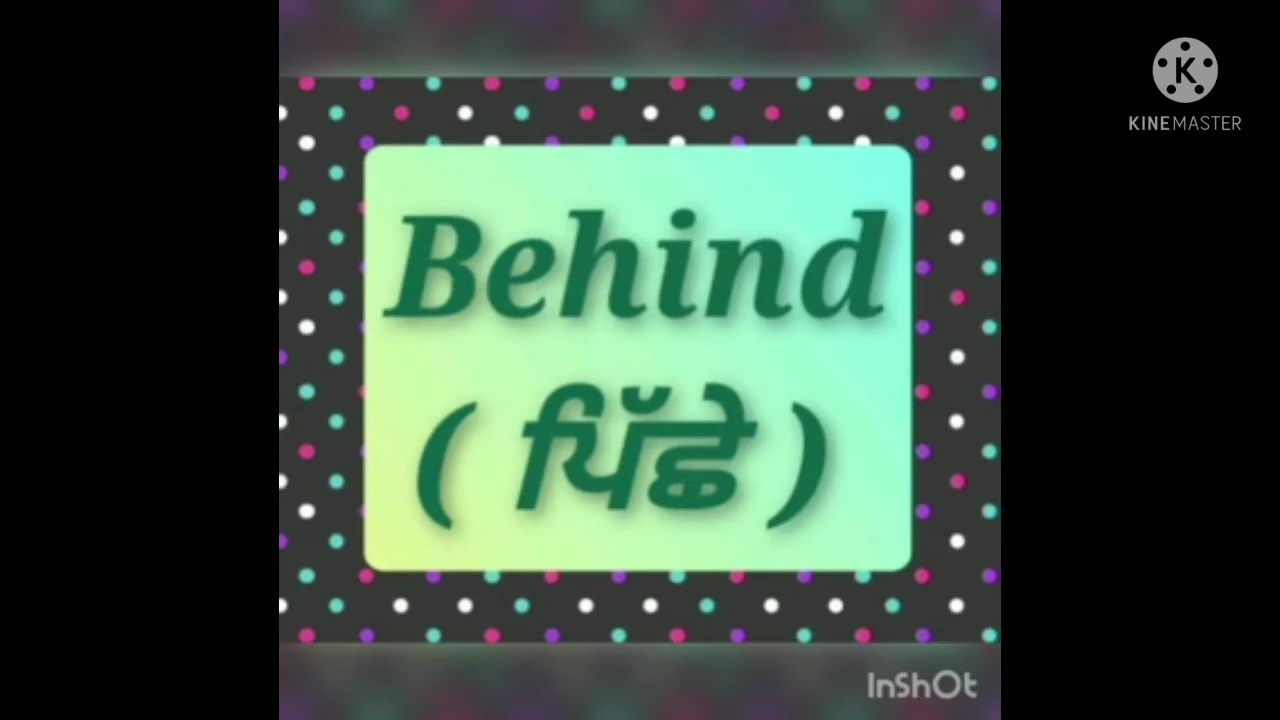 Behind
( ਪਿੱਛੇ )
K
KINEMASTER
InShOt